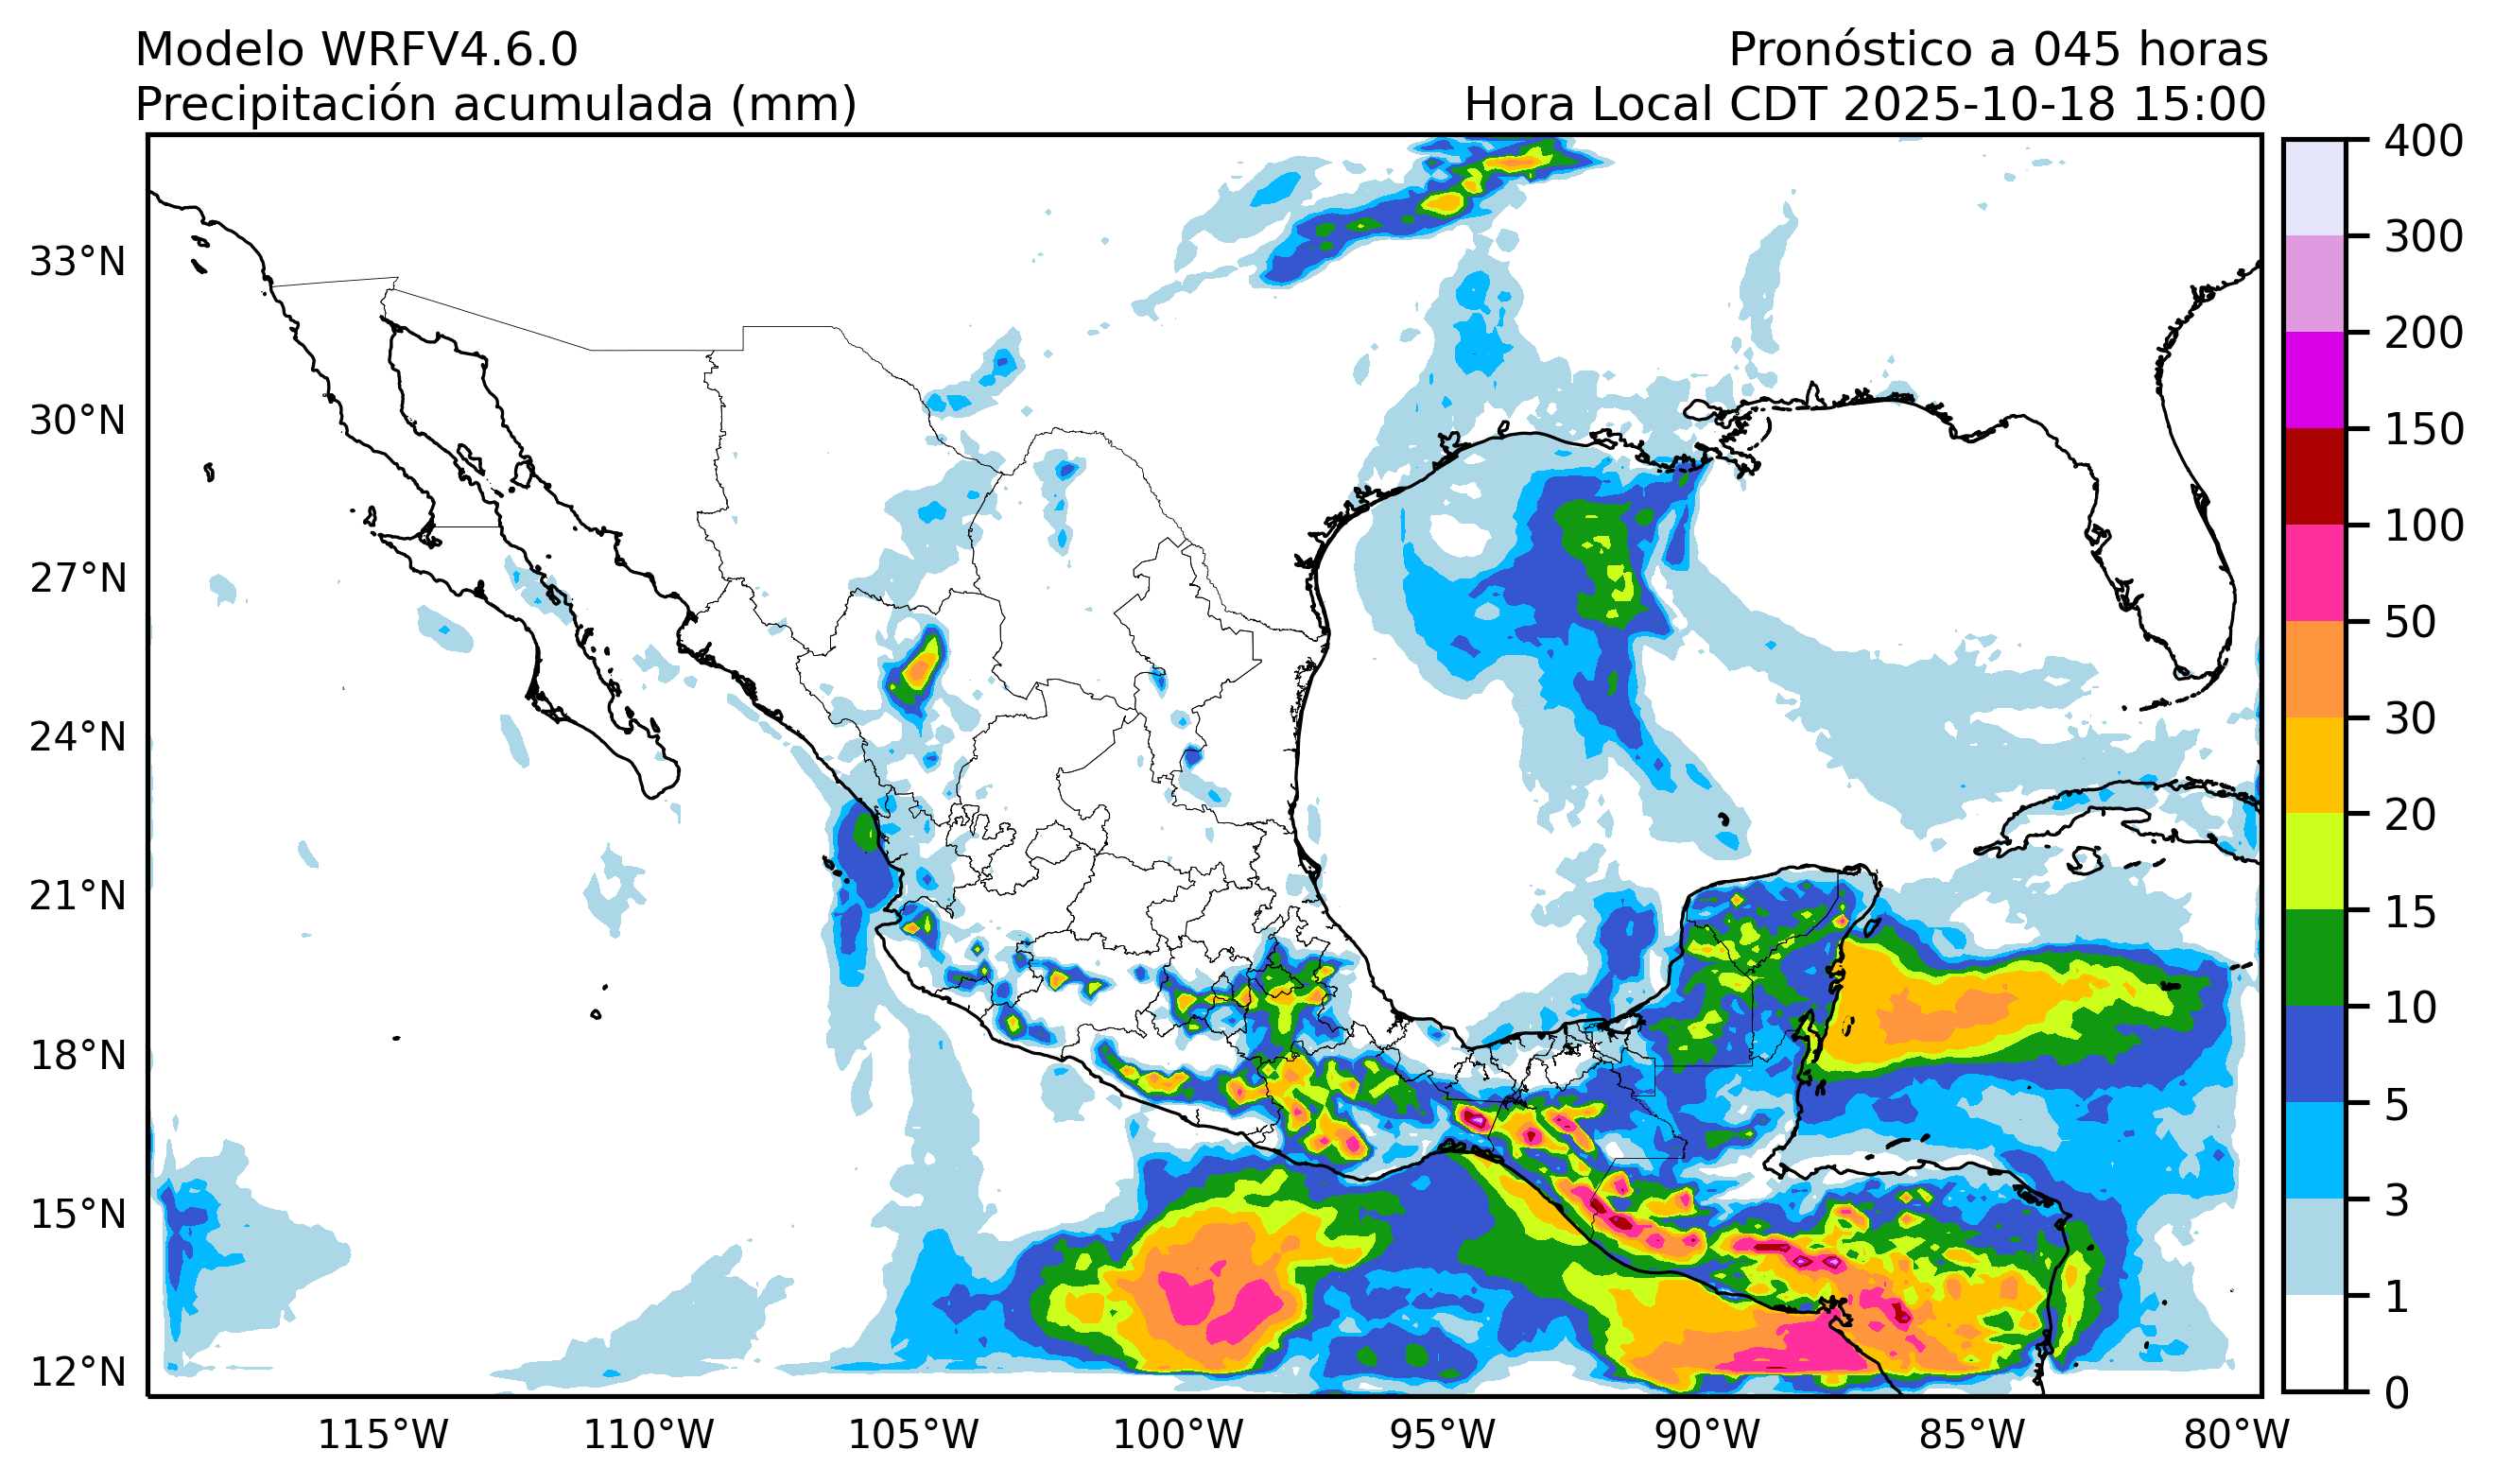 Modelo WRFV4.6.0
Pronóstico a 045 horas
Precipitación acumulada (mm)
Hora Local CDT 2025-10-18 15:00
400
300
200
150
100
50
30
20
15
10
5
3
1
0
33°N
30°N
27°N
24°N
21°N
18°N
15°N
12°N
115°W
110°W
105°W
100°W
95°W
90°W
85°W
80°W